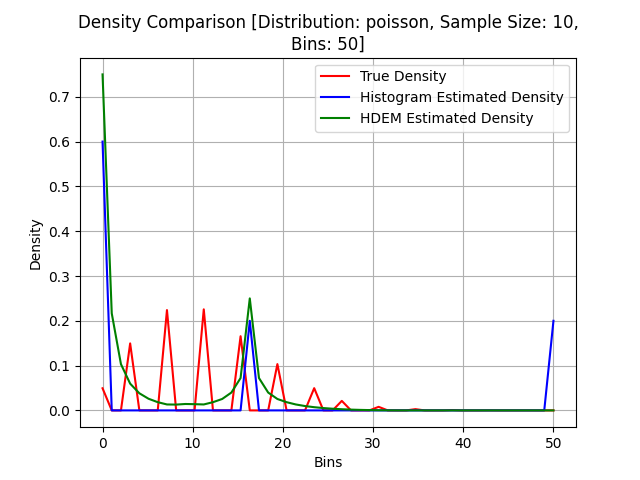 Density Comparison [Distribution: poisson, Sample Size: 10,
Bins: 50]
True Density
Histogram Estimated Density
HDEM Estimated Density
Density
0.7
0.6
0.5
0.4
0.3
0.2
0.1
0.0
0 10 20 30 40 50
Bins